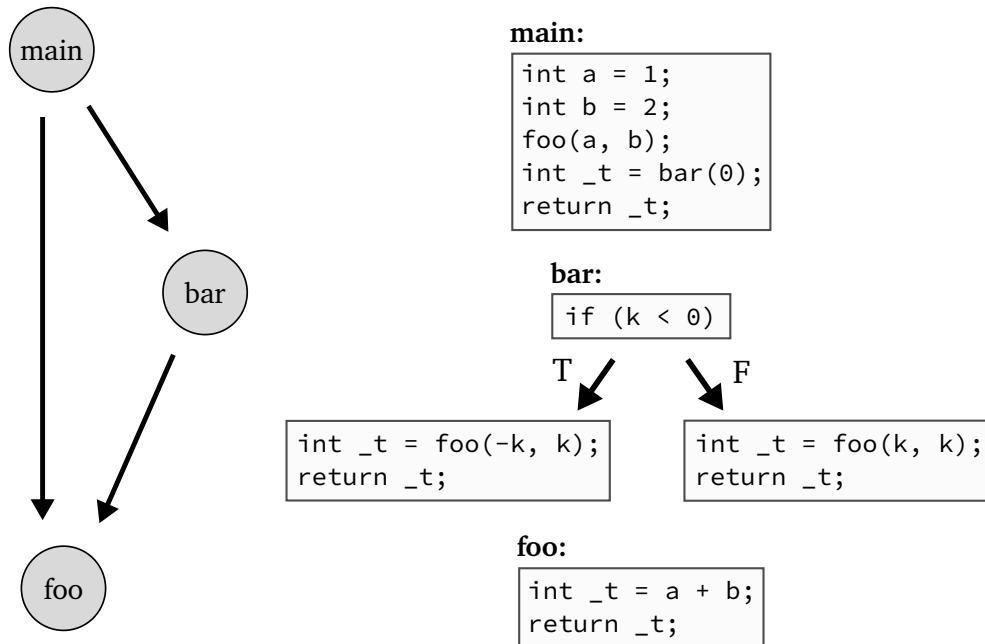 main
bar
foo
main:
int a = 1;
int b = 2;
foo(a, b);
int _t = bar(0);
return _t;
bar:
if (k < 0)
T
F
int _t = foo(-k, k);
return _t;
int _t = foo(k, k);
return _t;
foo:
int _t = a + b;
return _t;